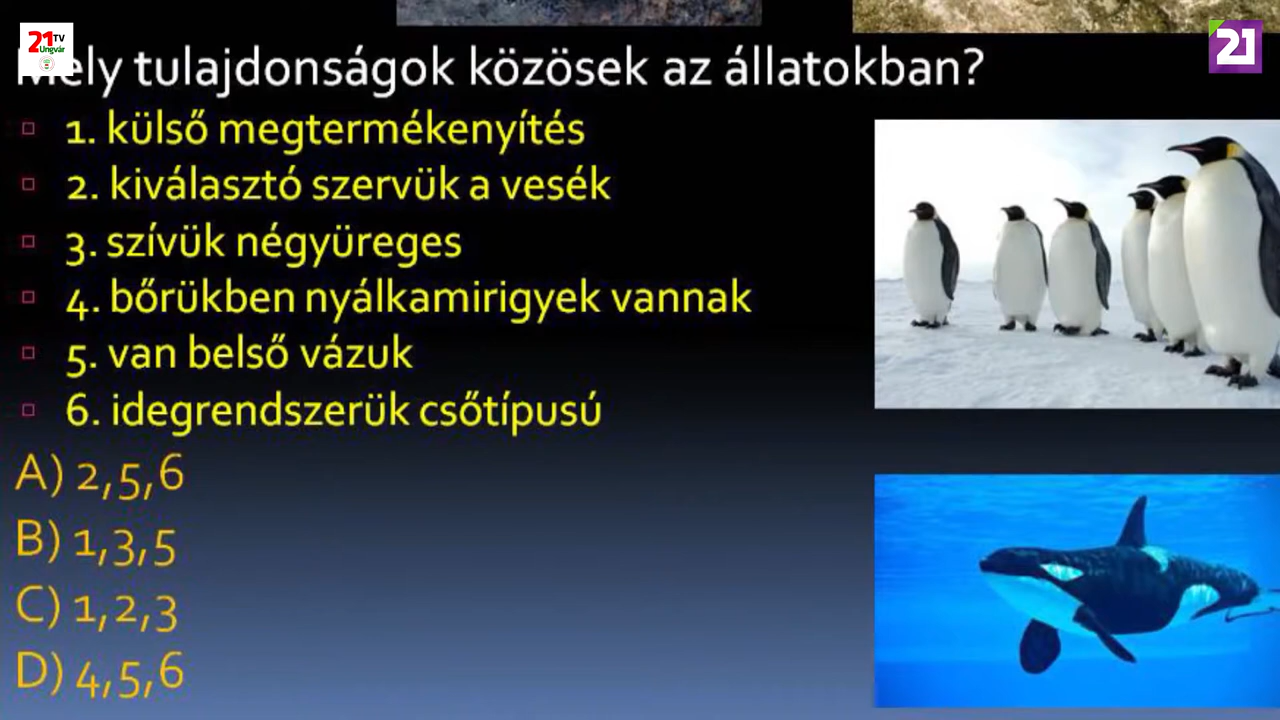 21 TV
Ungvár
21
Mely tulajdonságok közösek az állatokban?
1. külső megtermékenyítés
2. kiválasztó szervük a vesék
3. szívük négyüreges
4. bőrükben nyálkamirigyek vannak
5. van belső vázuk
6. idegrendszerük csőtípusú
A) 2,5,6
B) 1,3,5
C) 1,2,3
D) 4,5,6